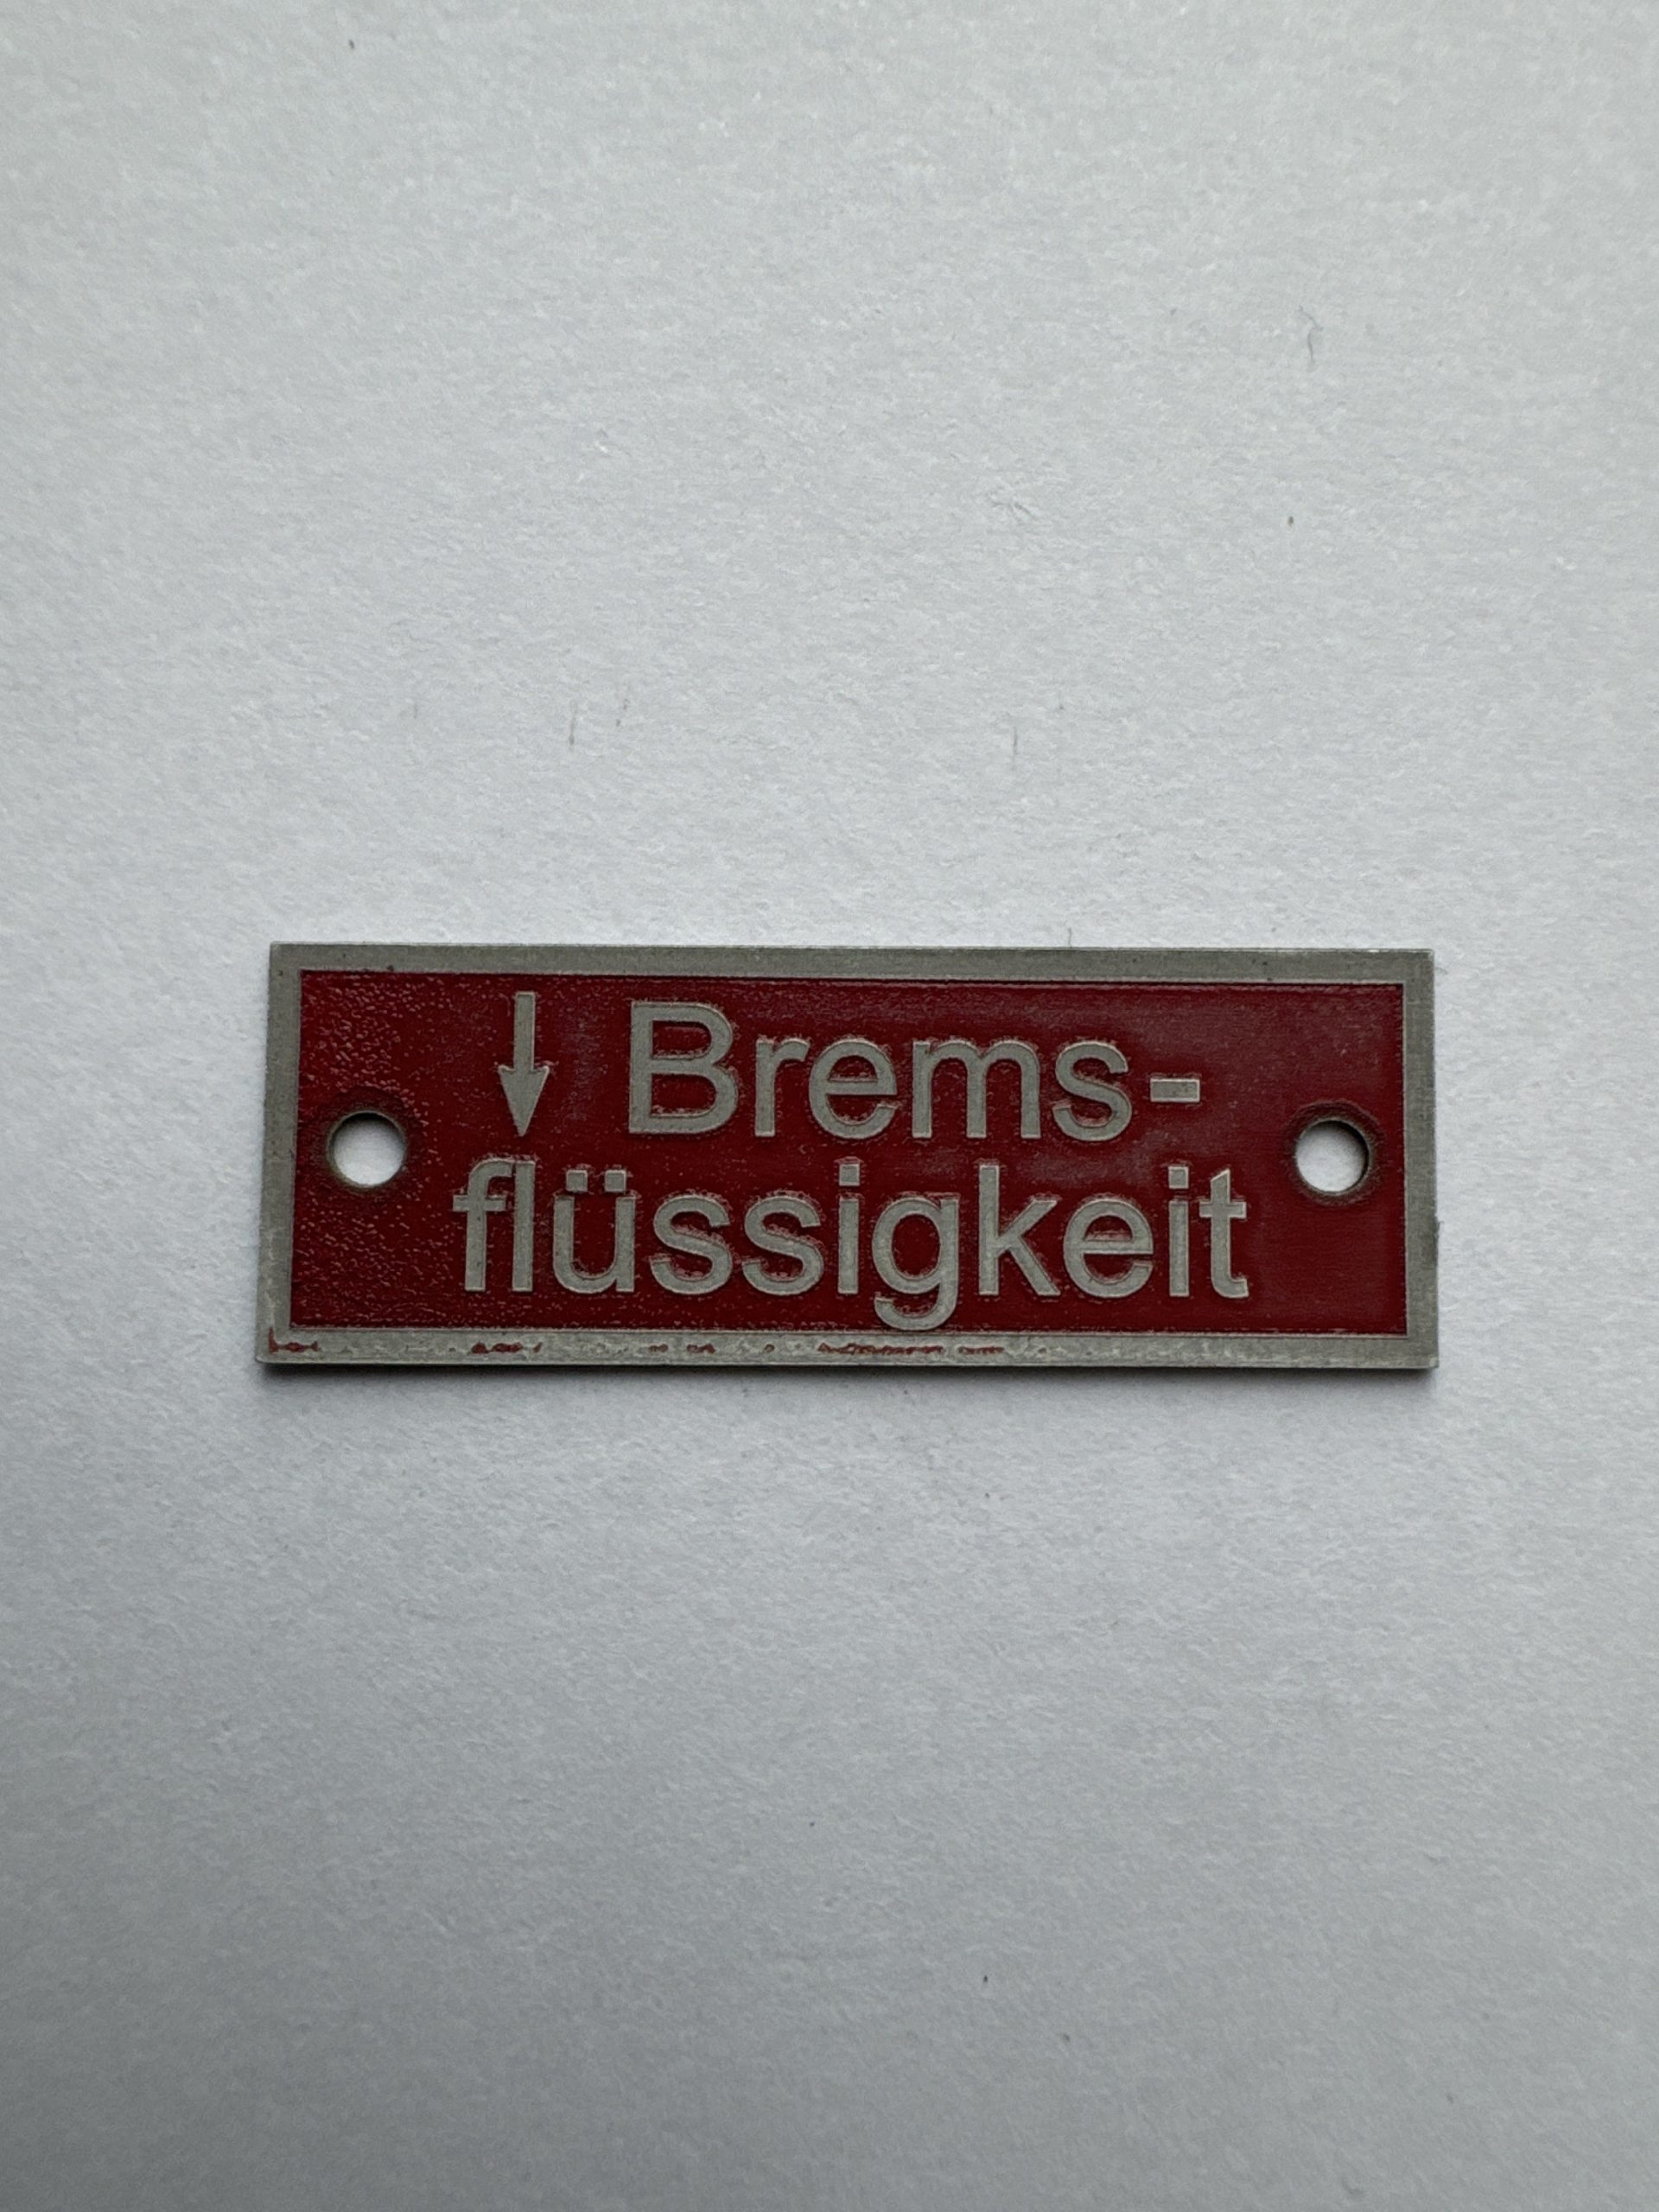 ↓ Brems-
flüssigkeit